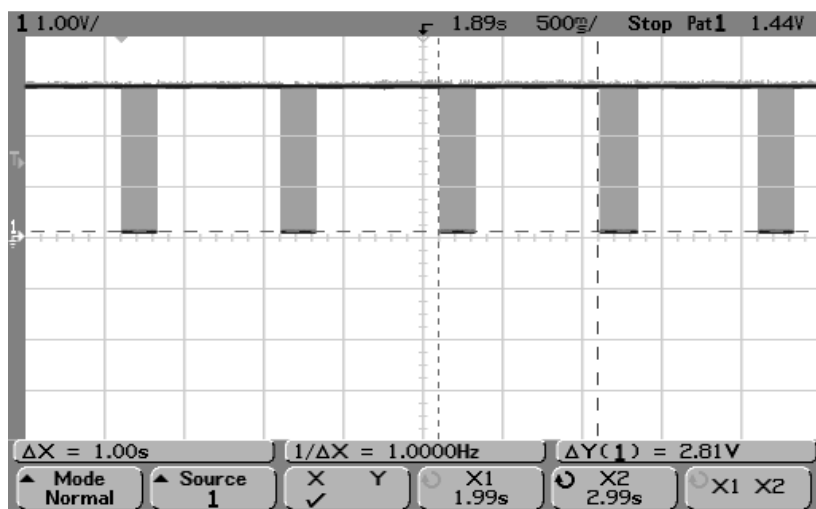 1 1.00V/ 1.89s 500ms/ Stop Pat1 1.44V
T
1
ΔX = 1.00s 1/ΔX = 1.0000Hz ΔY(1) = 2.81V
Mode Source X Y X1 X2 X1 X2
Normal 1 ✓ 1.99s 2.99s